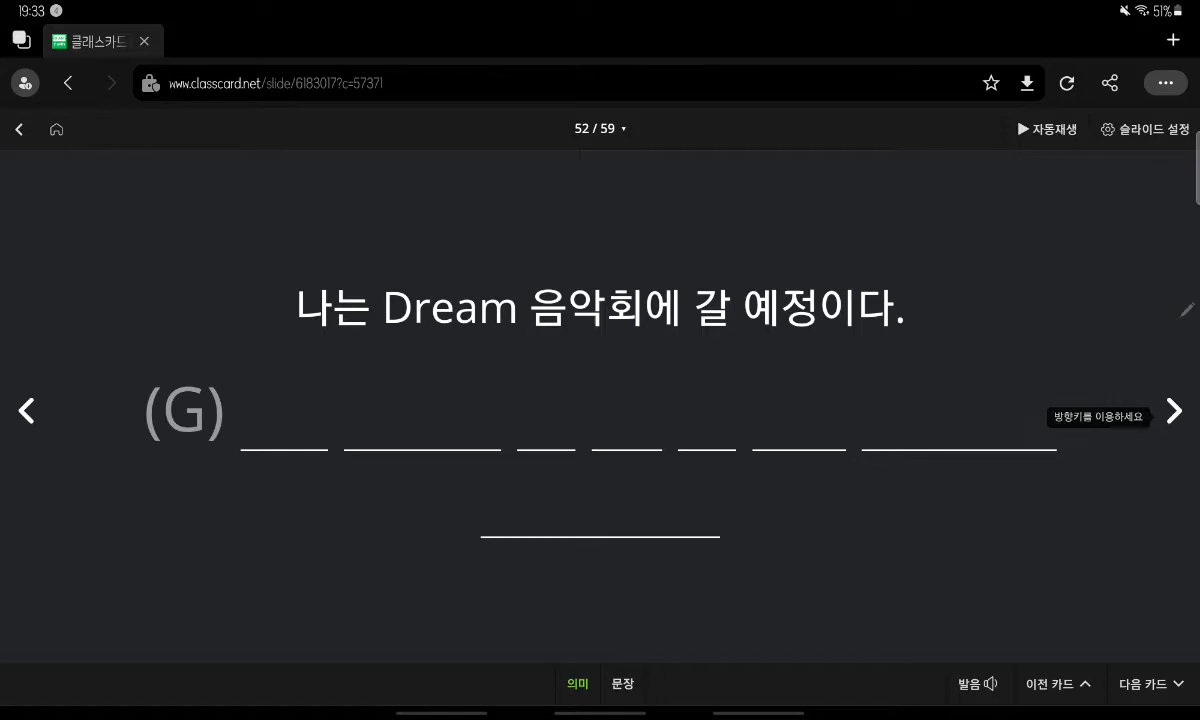 19:33 4 51%
클래스카드
www.classcard.net/slide/6183017?c=57371
52 / 59
자동재생 슬라이드 설정
나는 Dream 음악회에 갈 예정이다.
(G)
방향키를 이용하세요
의미 문장 발음 이전 카드 다음 카드